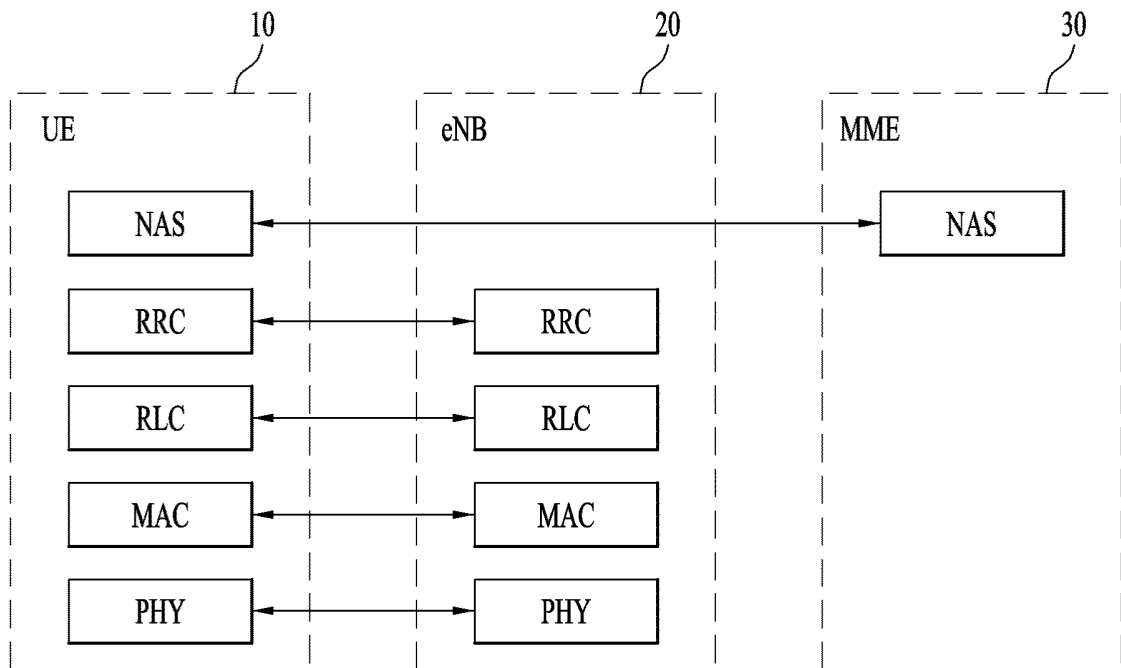 10 20 30
UE eNB MME
NAS NAS
RRC RRC
RLC RLC
MAC MAC
PHY PHY